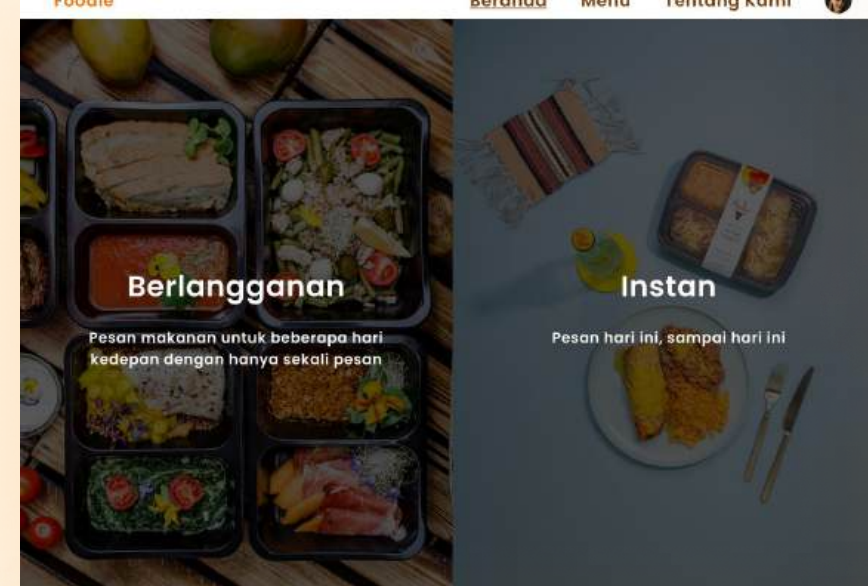 Foodie
Beranda Menu Tentang Kami
Berlangganan
Pesan makanan untuk beberapa hari
kedepan dengan hanya sekali pesan
Instan
Pesan hari ini, sampai hari ini